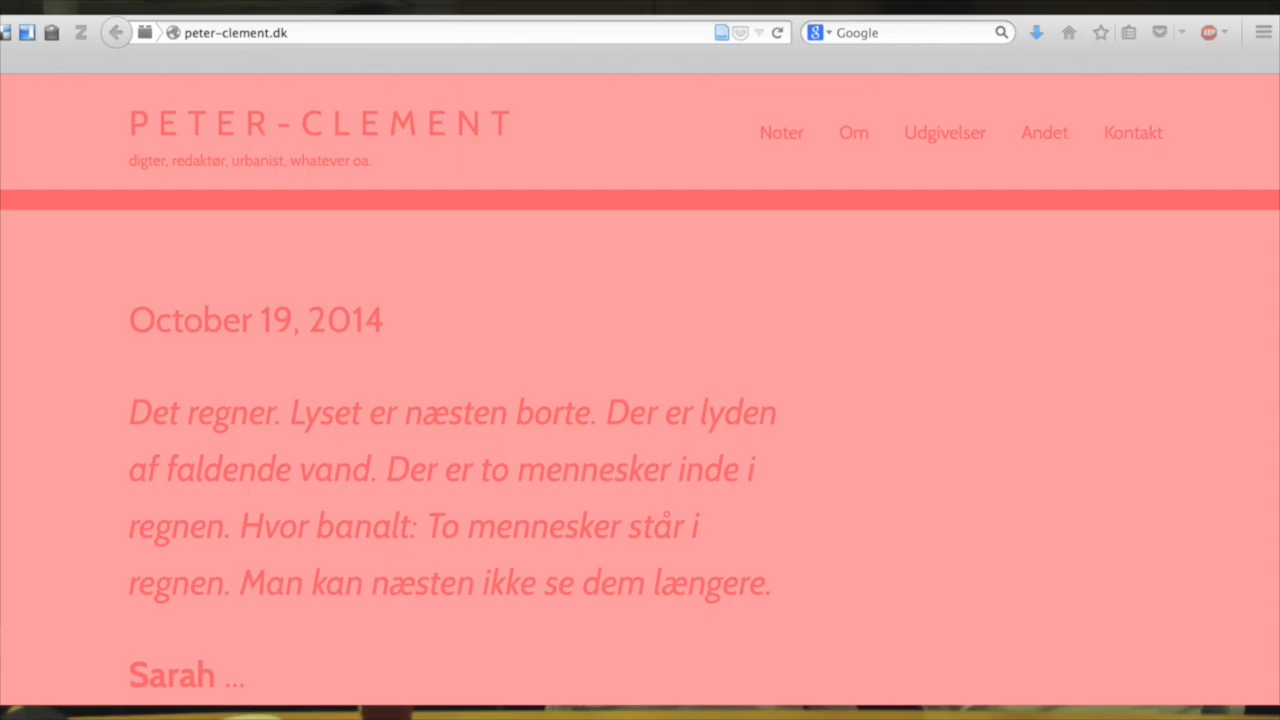 peter-clement.dk
Google
PETER-CLEMENT
digter, redaktør, urbanist, whatever oa.
Noter Om Udgivelser Andet Kontakt
October 19, 2014
Det regner. Lyset er næsten borte. Der er lyden
af faldende vand. Der er to mennesker inde i
regnen. Hvor banalt: To mennesker står i
regnen. Man kan næsten ikke se dem længere.
Sarah ...